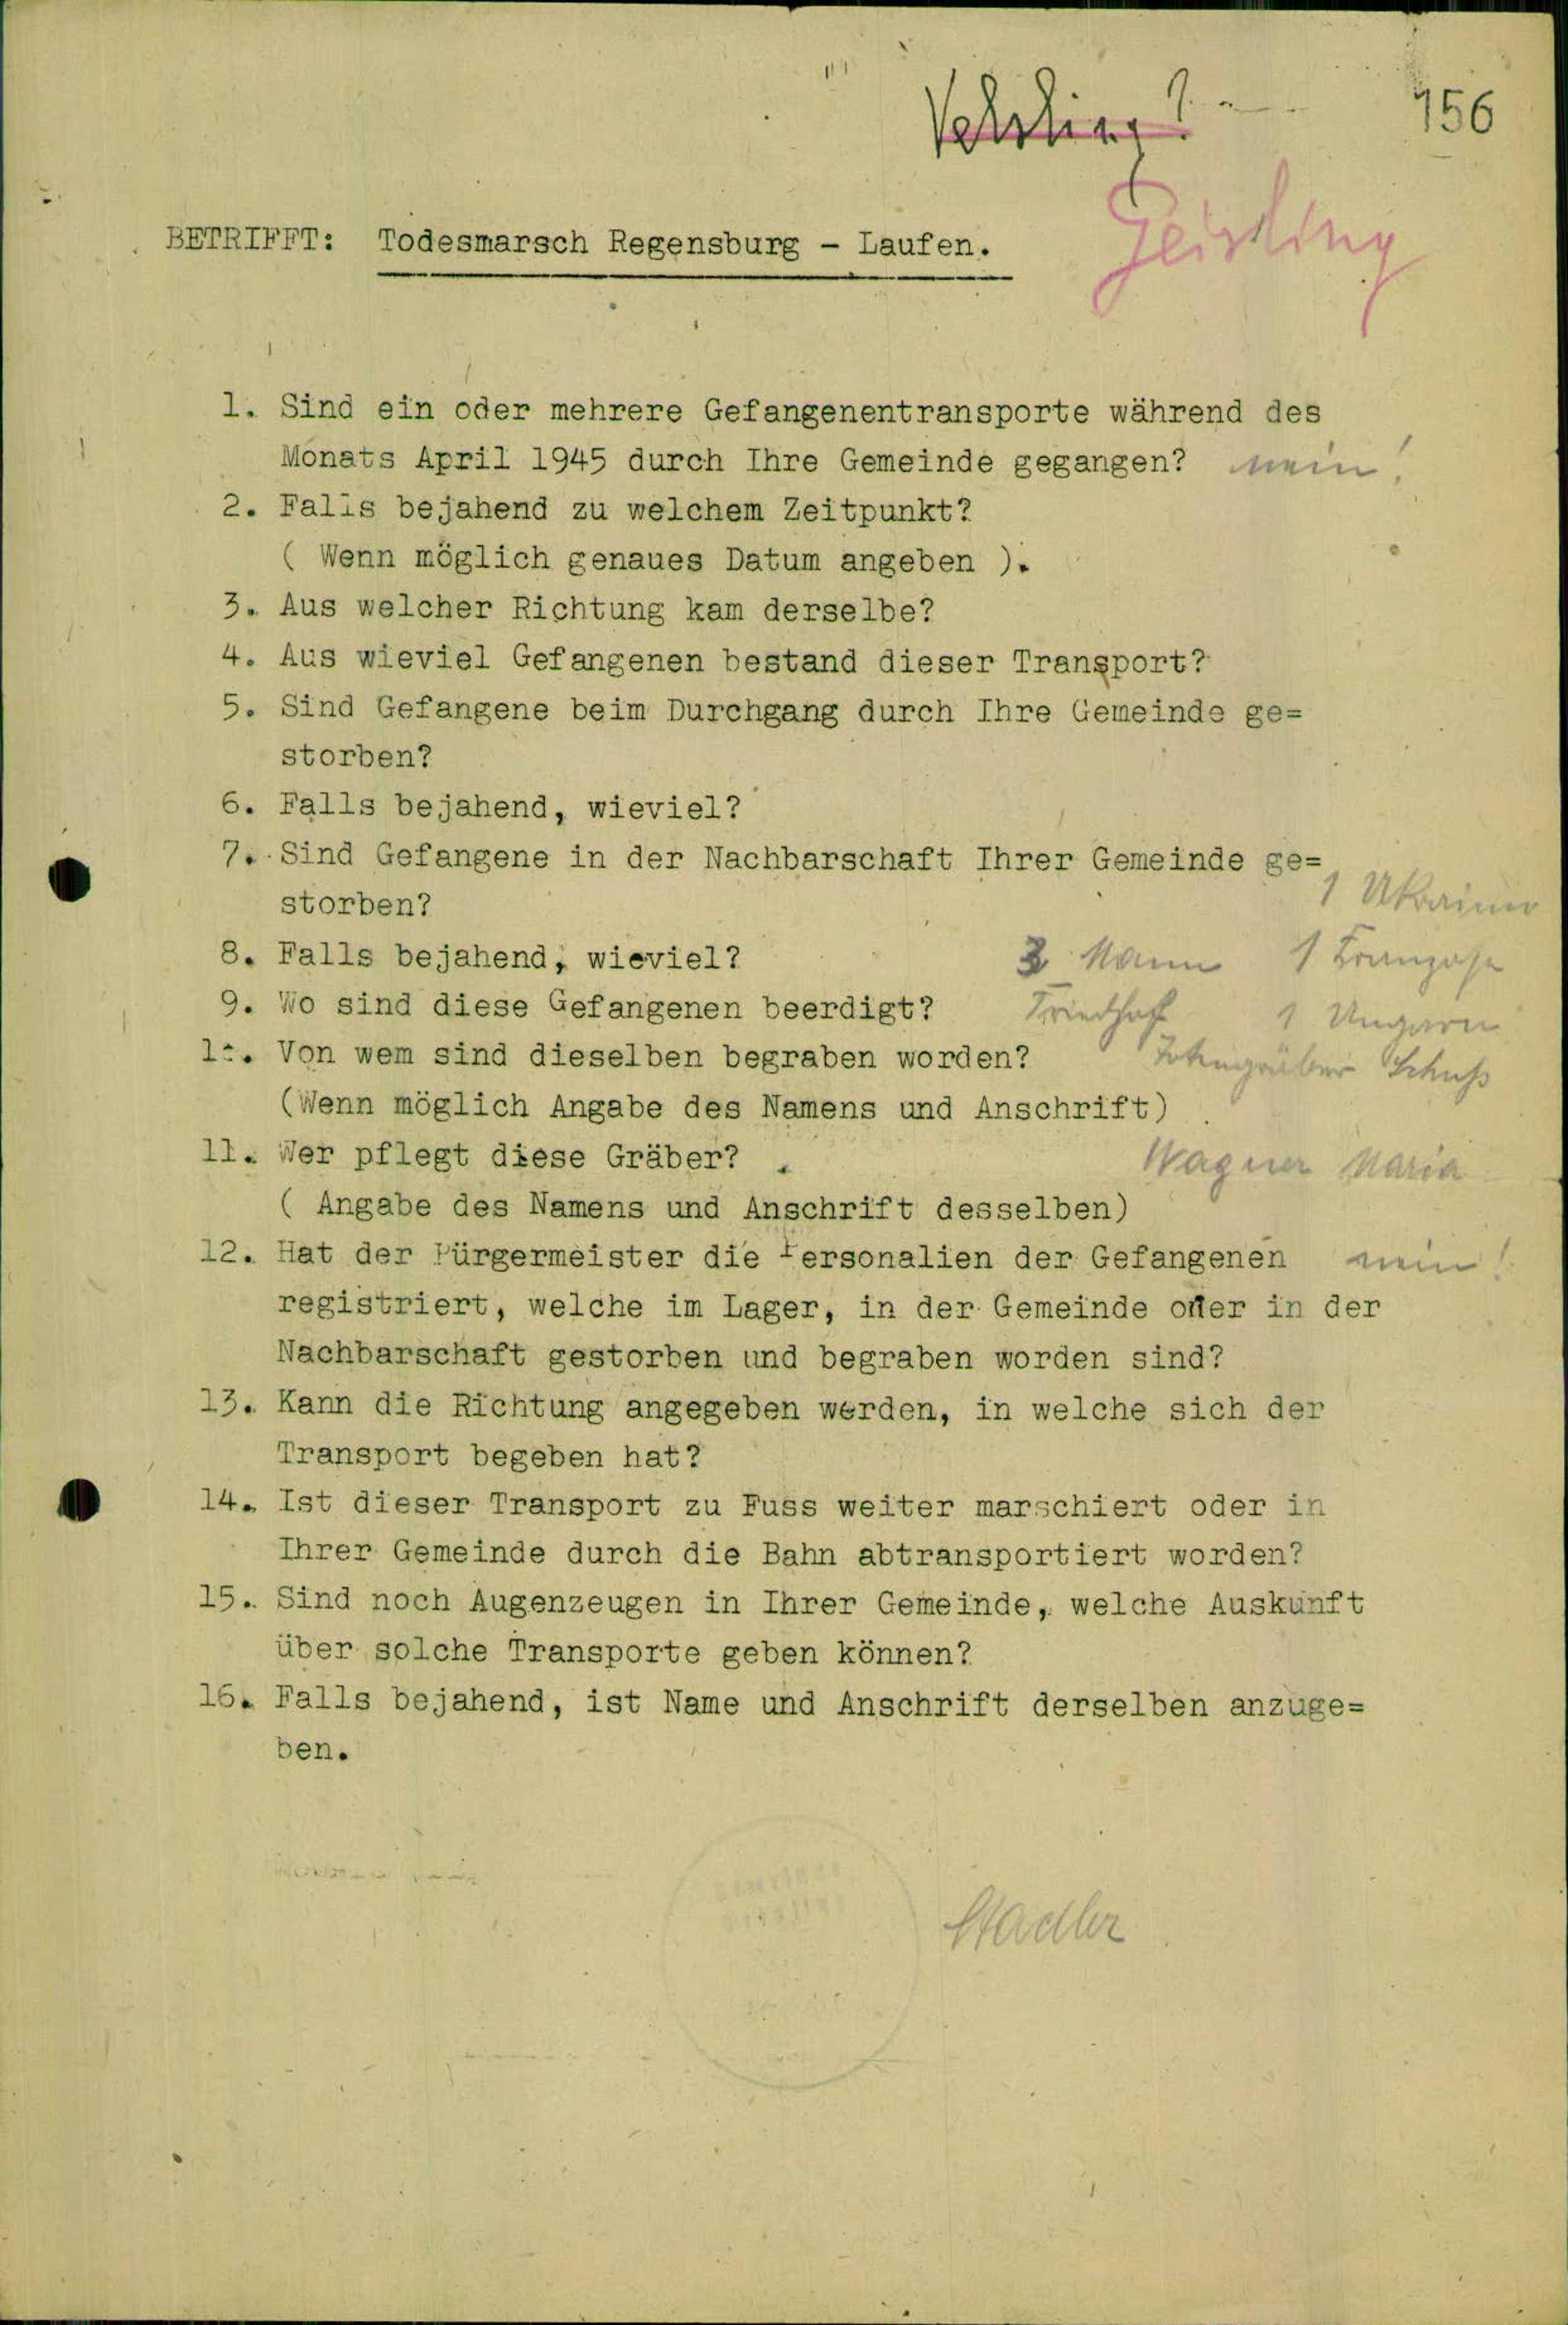 156
Geisling
BETRIFFT: Todesmarsch Regensburg - Laufen.
1. Sind ein oder mehrere Gefangenentransporte während des
Monats April 1945 durch Ihre Gemeinde gegangen? nein!
2. Falls bejahend zu welchem Zeitpunkt?
( Wenn möglich genaues Datum angeben ).
3. Aus welcher Richtung kam derselbe?
4. Aus wieviel Gefangenen bestand dieser Transport?
5. Sind Gefangene beim Durchgang durch Ihre Gemeinde ge=
storben?
6. Falls bejahend, wieviel?
7. Sind Gefangene in der Nachbarschaft Ihrer Gemeinde ge=
storben? 1 Ukrainer
8. Falls bejahend, wieviel? 3 Mann 1 Franzose
9. Wo sind diese Gefangenen beerdigt? Friedhof 1 Ungarn
1. Von wem sind dieselben begraben worden? Totengräber Schuß
(Wenn möglich Angabe des Namens und Anschrift)
11. Wer pflegt diese Gräber? Wagner Maria
( Angabe des Namens und Anschrift desselben)
12. Hat der Bürgermeister die Personalien der Gefangenen nein!
registriert, welche im Lager, in der Gemeinde oder in der
Nachbarschaft gestorben und begraben worden sind?
13. Kann die Richtung angegeben werden, in welche sich der
Transport begeben hat?
14. Ist dieser Transport zu Fuss weiter marschiert oder in
Ihrer Gemeinde durch die Bahn abtransportiert worden?
15. Sind noch Augenzeugen in Ihrer Gemeinde, welche Auskunft
über solche Transporte geben können?
16. Falls bejahend, ist Name und Anschrift derselben anzuge=
ben.
Stadler